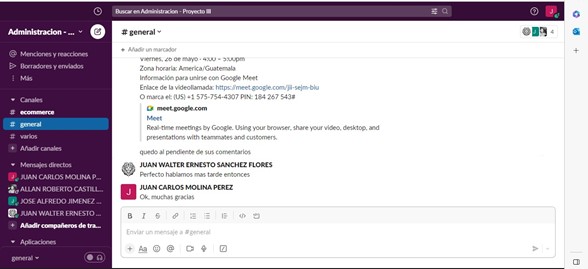 Buscar en Administracion - Proyecto III
Administracion - ...
Menciones y reacciones
Borradores y enviados
Más
Canales
ecommerce
general
varios
Añadir canales
Mensajes directos
JUAN CARLOS MOLINA P...
ALLAN ROBERTO CASTILL...
JOSE ALFREDO JIMENEZ ...
JUAN WALTER ERNESTO ...
Añadir compañeros de tra...
Aplicaciones
general
# general
4
+ Añadir un marcador
Viernes, 26 de mayo · 4:00 – 5:00pm
Zona horaria: America/Guatemala
Información para unirse con Google Meet
Enlace de la videollamada: https://meet.google.com/jii-sejm-biu
O marca el: (US) +1 575-754-4307 PIN: 184 267 543#
meet.google.com
Meet
Real-time meetings by Google. Using your browser, share your video, desktop, and
presentations with teammates and customers.
quedo al pendiente de sus comentarios
JUAN WALTER ERNESTO SANCHEZ FLORES
Perfecto hablamos mas tarde entonces
J
JUAN CARLOS MOLINA PEREZ
Ok, muchas gracias
B I S
Enviar un mensaje a #general
+ Aa